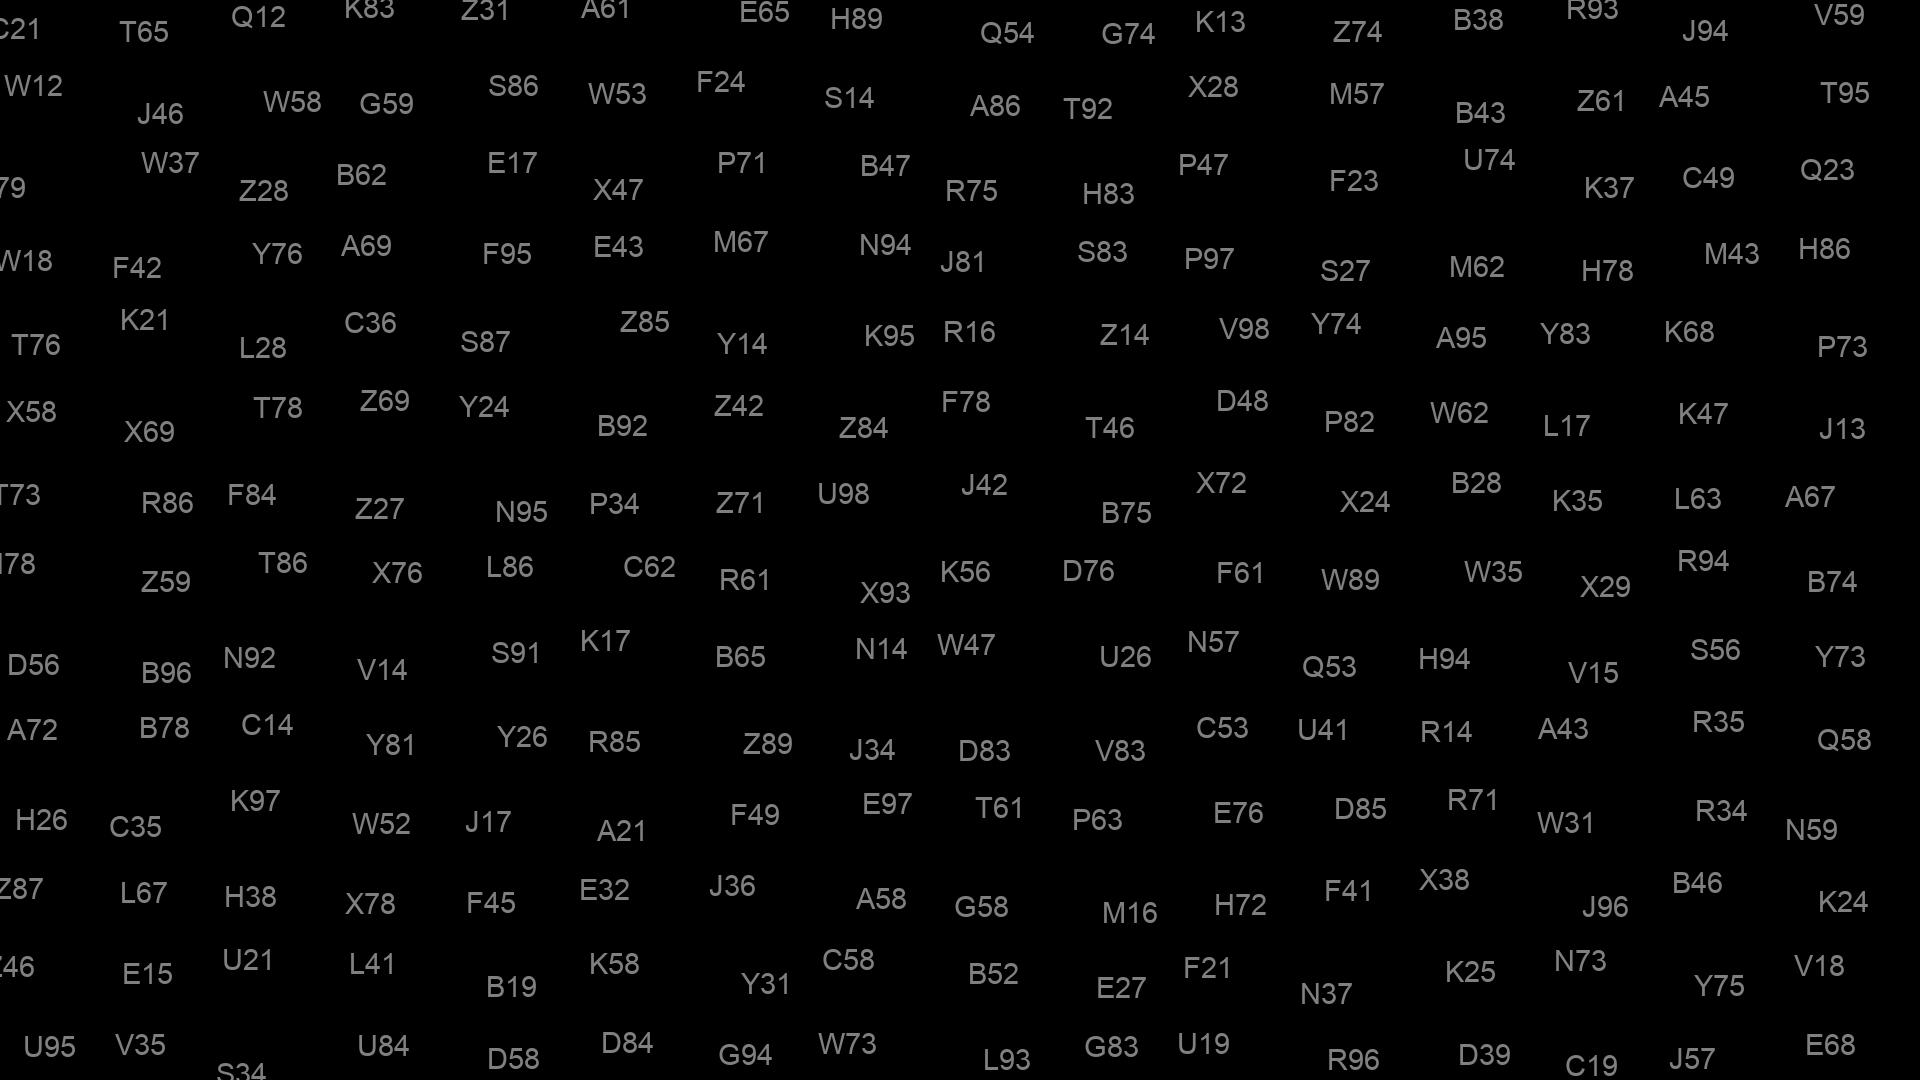 C21 T65 Q12 K83 Z31 A61 E65 H89 Q54 G74 K13 Z74 B38 R93 J94 V59
W12 J46 W58 G59 S86 W53 F24 S14 A86 T92 X28 M57 B43 Z61 A45 T95
79 W37 Z28 B62 E17 X47 P71 B47 R75 H83 P47 F23 U74 K37 C49 Q23
W18 F42 Y76 A69 F95 E43 M67 N94 J81 S83 P97 S27 M62 H78 M43 H86
T76 K21 L28 C36 S87 Z85 Y14 K95 R16 Z14 V98 Y74 A95 Y83 K68 P73
X58 X69 T78 Z69 Y24 B92 Z42 Z84 F78 T46 D48 P82 W62 L17 K47 J13
T73 R86 F84 Z27 N95 P34 Z71 U98 J42 B75 X72 X24 B28 K35 L63 A67
78 Z59 T86 X76 L86 C62 R61 X93 K56 D76 F61 W89 W35 X29 R94 B74
D56 B96 N92 V14 S91 K17 B65 N14 W47 U26 N57 Q53 H94 V15 S56 Y73
A72 B78 C14 Y81 Y26 R85 Z89 J34 D83 V83 C53 U41 R14 A43 R35 Q58
H26 C35 K97 W52 J17 A21 F49 E97 T61 P63 E76 D85 R71 W31 R34 N59
Z87 L67 H38 X78 F45 E32 J36 A58 G58 M16 H72 F41 X38 J96 B46 K24
46 E15 U21 L41 B19 K58 Y31 C58 B52 E27 F21 N37 K25 N73 Y75 V18
U95 V35 S34 U84 D58 D84 G94 W73 L93 G83 U19 R96 D39 C19 J57 E68